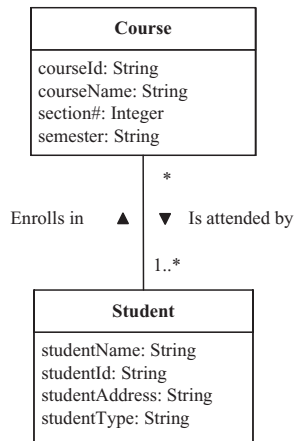 Course
courseId: String
courseName: String
section#: Integer
semester: String
*
Enrolls in ▲ ▼ Is attended by
1..*
Student
studentName: String
studentId: String
studentAddress: String
studentType: String